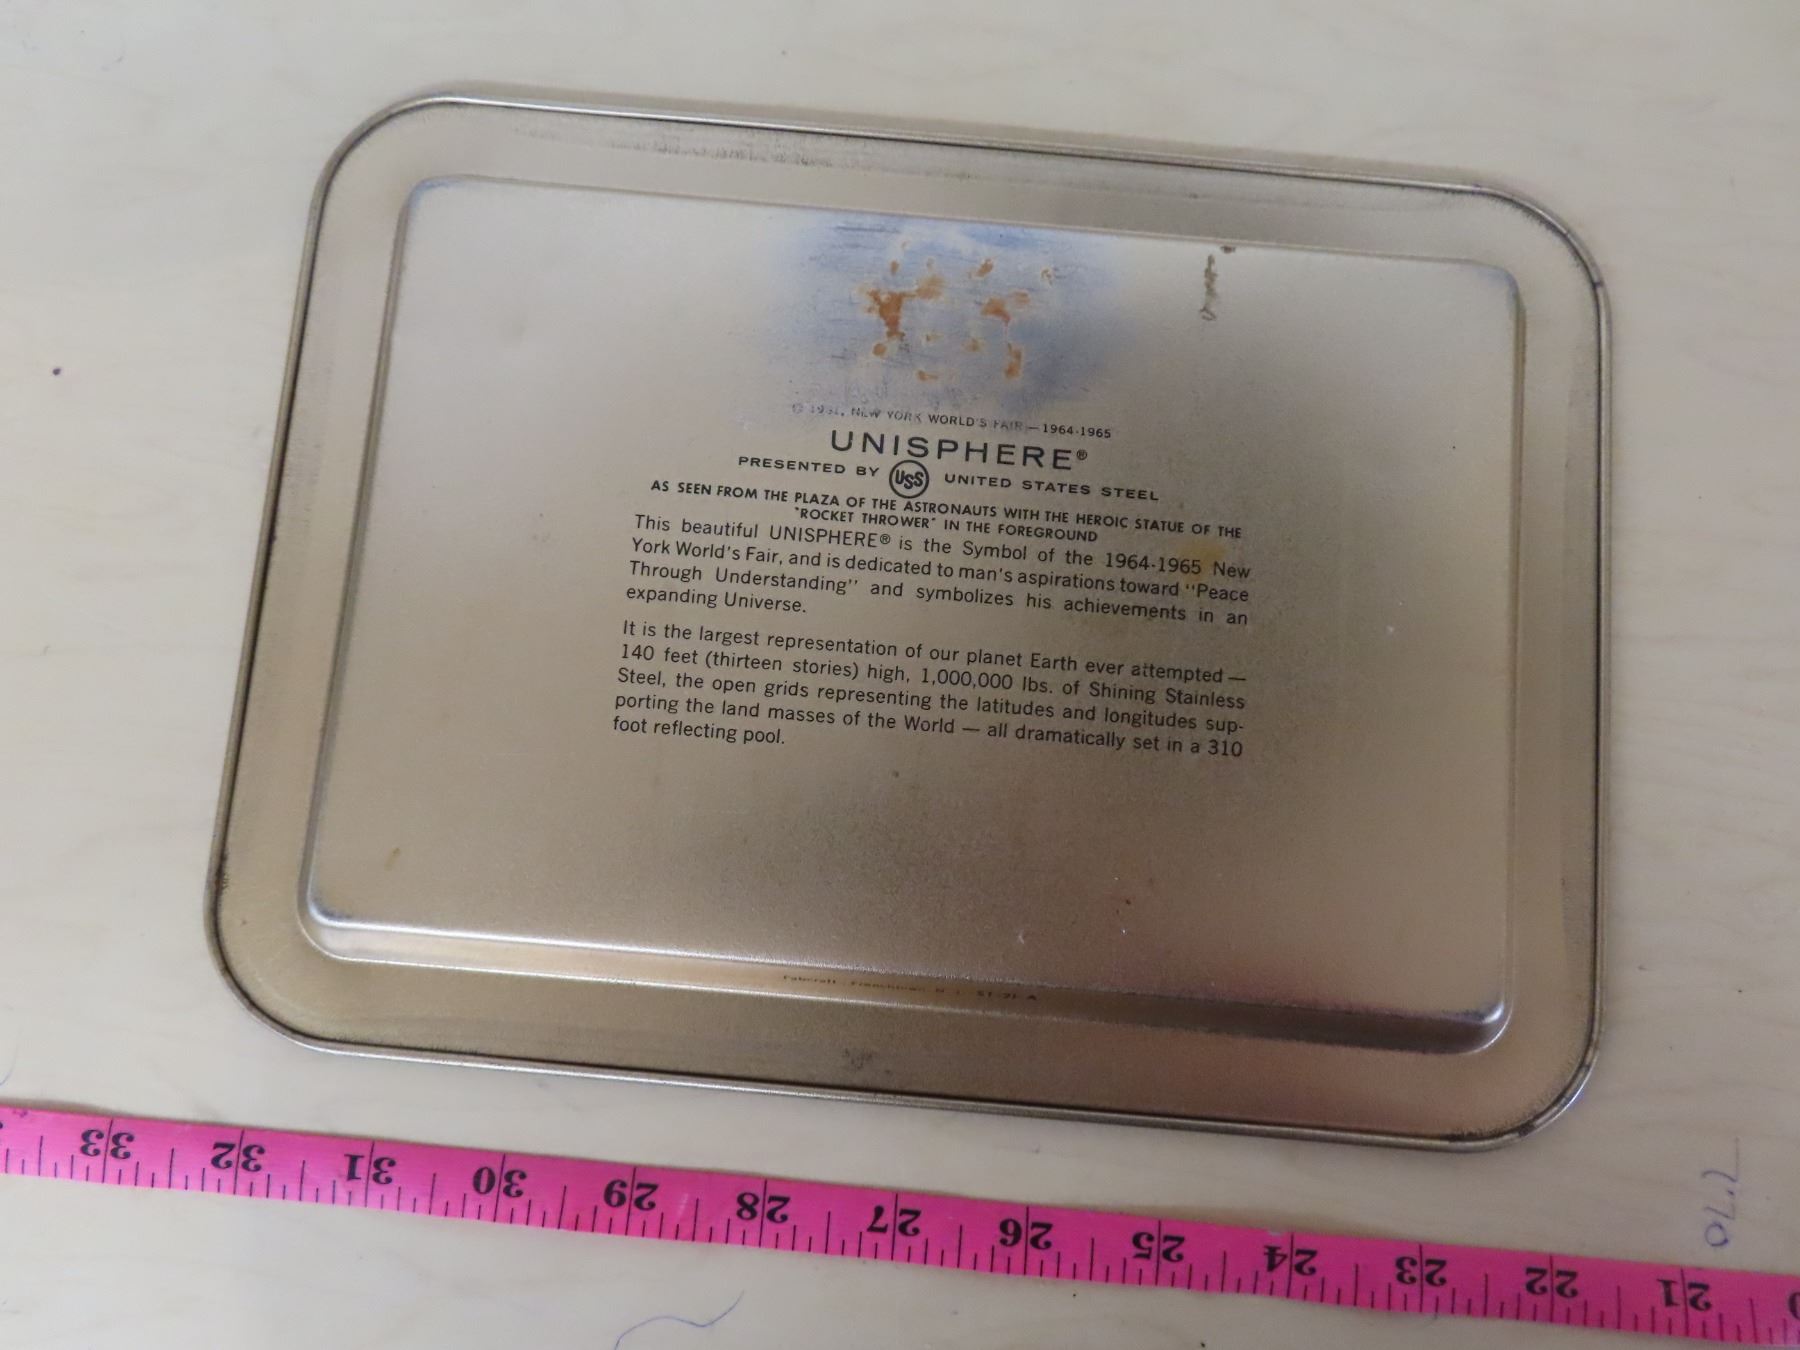 © 1961, NEW YORK WORLD'S FAIR — 1964-1965
UNISPHERE®
PRESENTED BY USS UNITED STATES STEEL
AS SEEN FROM THE PLAZA OF THE ASTRONAUTS WITH THE HEROIC STATUE OF THE
"ROCKET THROWER" IN THE FOREGROUND
This beautiful UNISPHERE® is the Symbol of the 1964-1965 New
York World's Fair, and is dedicated to man's aspirations toward "Peace
Through Understanding" and symbolizes his achievements in an
expanding Universe.
It is the largest representation of our planet Earth ever attempted —
140 feet (thirteen stories) high, 1,000,000 lbs. of Shining Stainless
Steel, the open grids representing the latitudes and longitudes sup-
porting the land masses of the World — all dramatically set in a 310
foot reflecting pool.
33 32 31 30 29 28 27 26 25 24 23 22 21